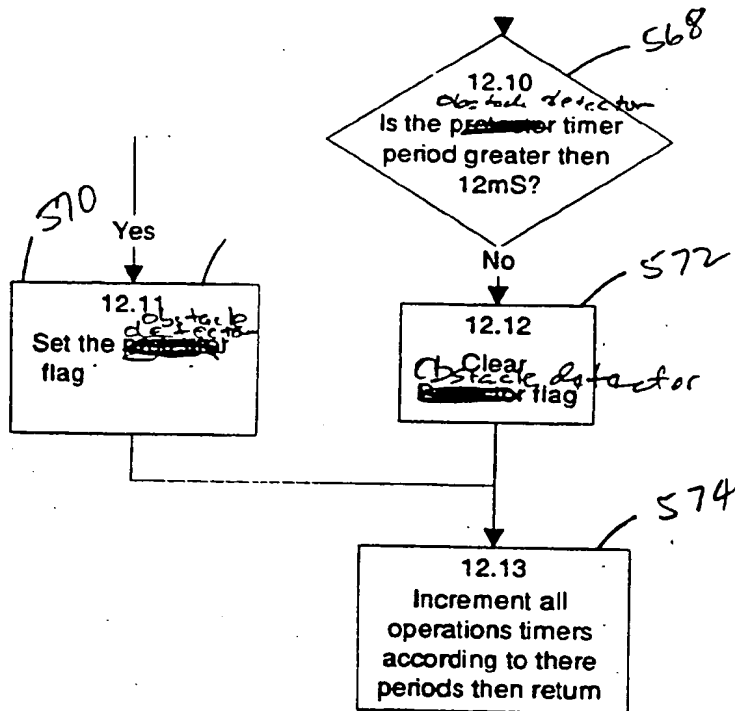 568
12.10
obstacle detector
Is the protector timer
period greater then
12mS?
570
Yes
No
572
12.11
obstacle
detector
Set the protector
flag
12.12
Clear
Obstacle detector
flag
574
12.13
Increment all
operations timers
according to there
periods then return